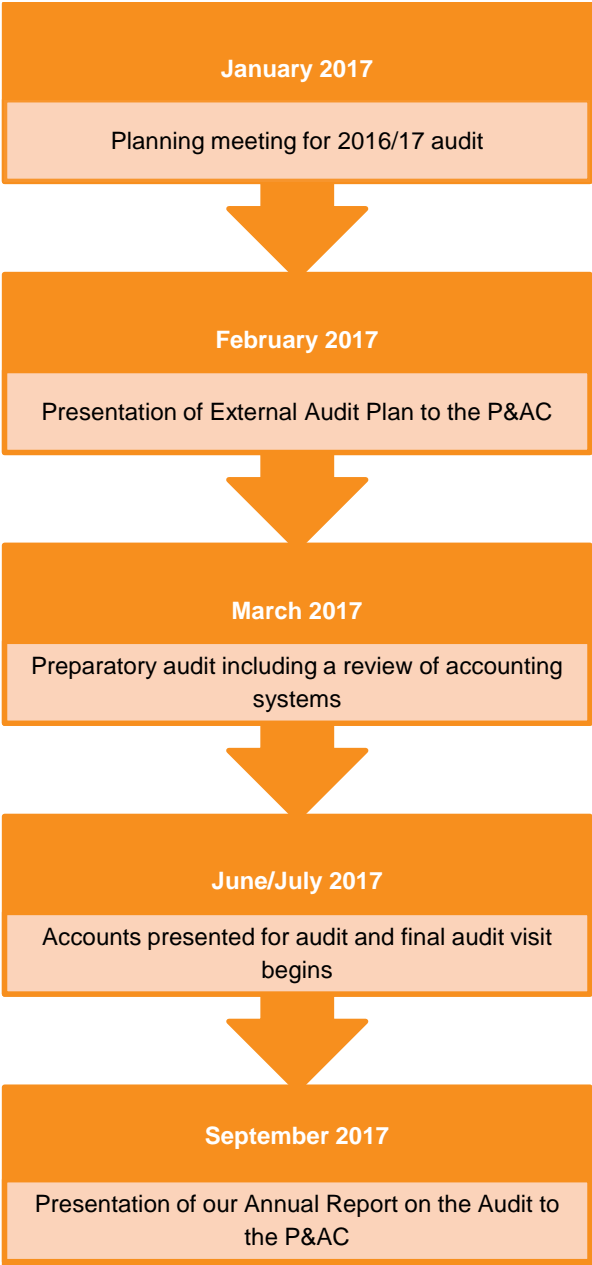 January 2017
Planning meeting for 2016/17 audit
February 2017
Presentation of External Audit Plan to the P&AC
March 2017
Preparatory audit including a review of accounting
systems
June/July 2017
Accounts presented for audit and final audit visit
begins
September 2017
Presentation of our Annual Report on the Audit to
the P&AC